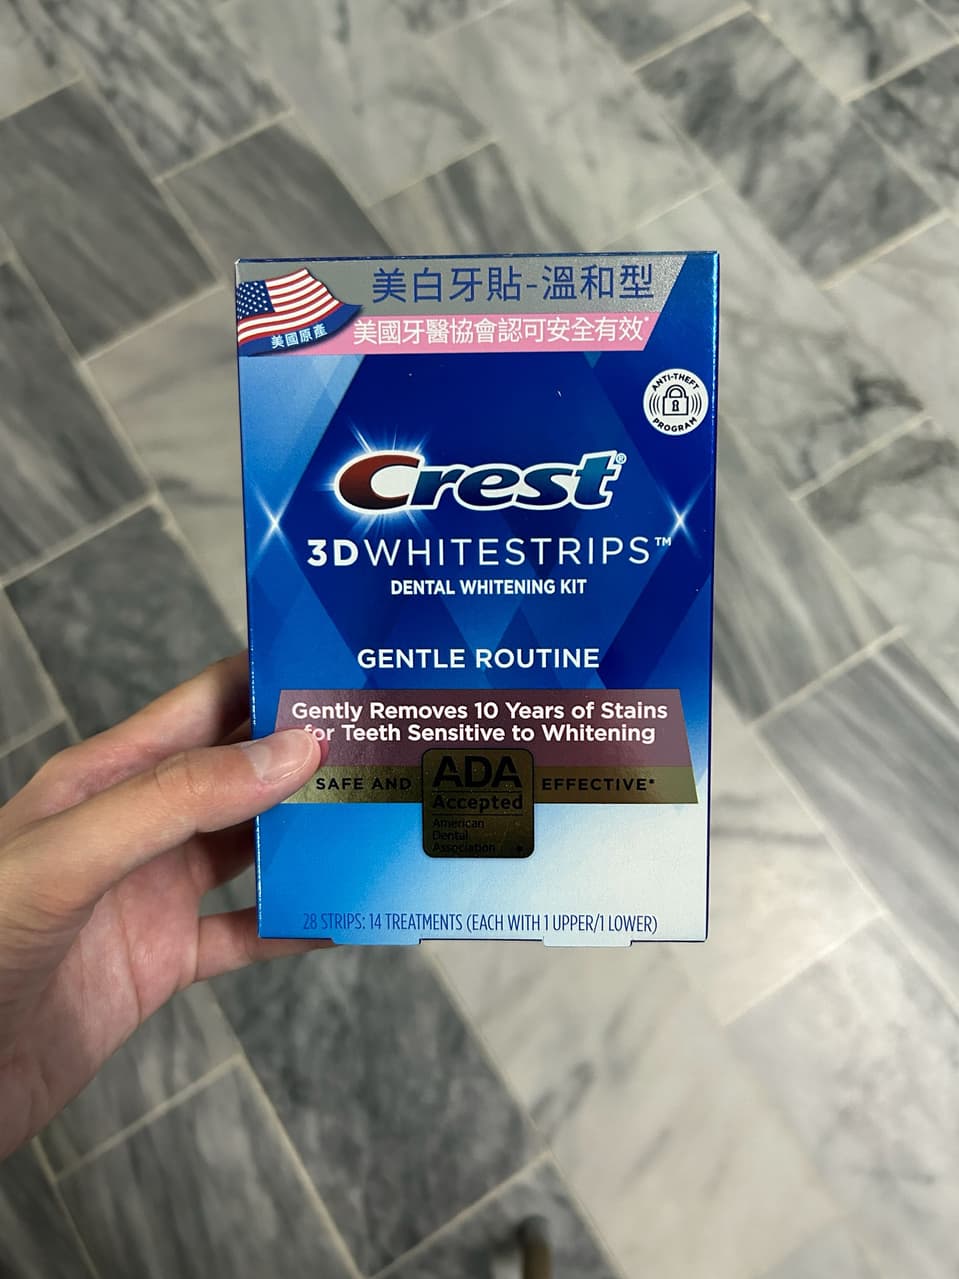 美白牙貼-溫和型
美國原產
美國牙醫協會認可安全有效*
ANTI-THEFT
PROGRAM
Crest®
3DWHITESTRIPS™
DENTAL WHITENING KIT
GENTLE ROUTINE
Gently Removes 10 Years of Stains
for Teeth Sensitive to Whitening
SAFE AND
ADA
Accepted
American
Dental
Association
EFFECTIVE*
28 STRIPS: 14 TREATMENTS (EACH WITH 1 UPPER/1 LOWER)